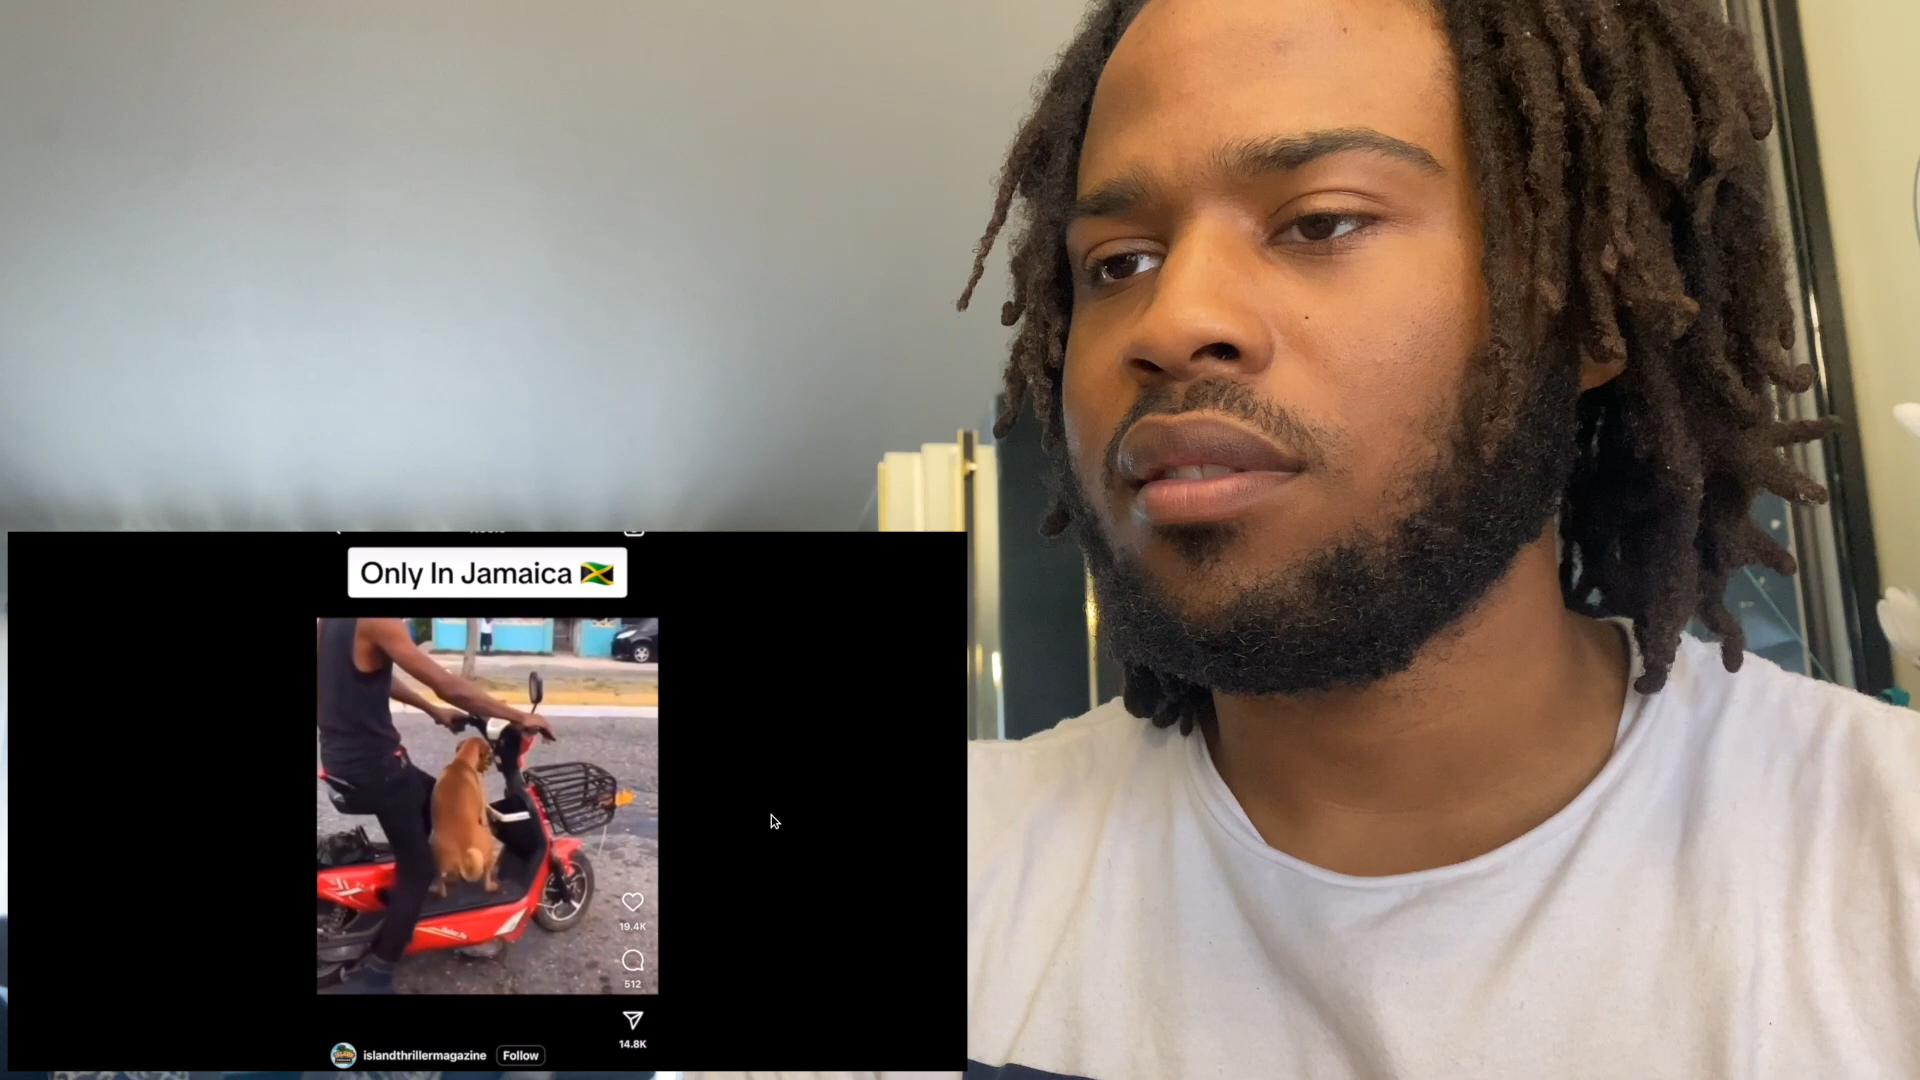 Only In Jamaica 🇯🇲
19.4K
512
14.8K
islandthrillermagazine Follow